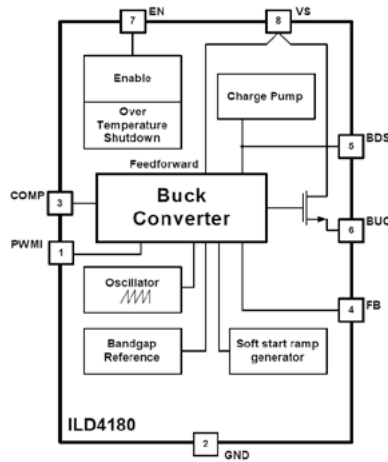 EN
VS
7
8
Enable
Over
Temperature
Shutdown
Charge Pump
Feedforward
BDS
5
COMP
3
Buck
Converter
BUO
6
PWMI
1
Oscillator
FB
4
Bandgap
Reference
Soft start ramp
generator
ILD4180
2
GND